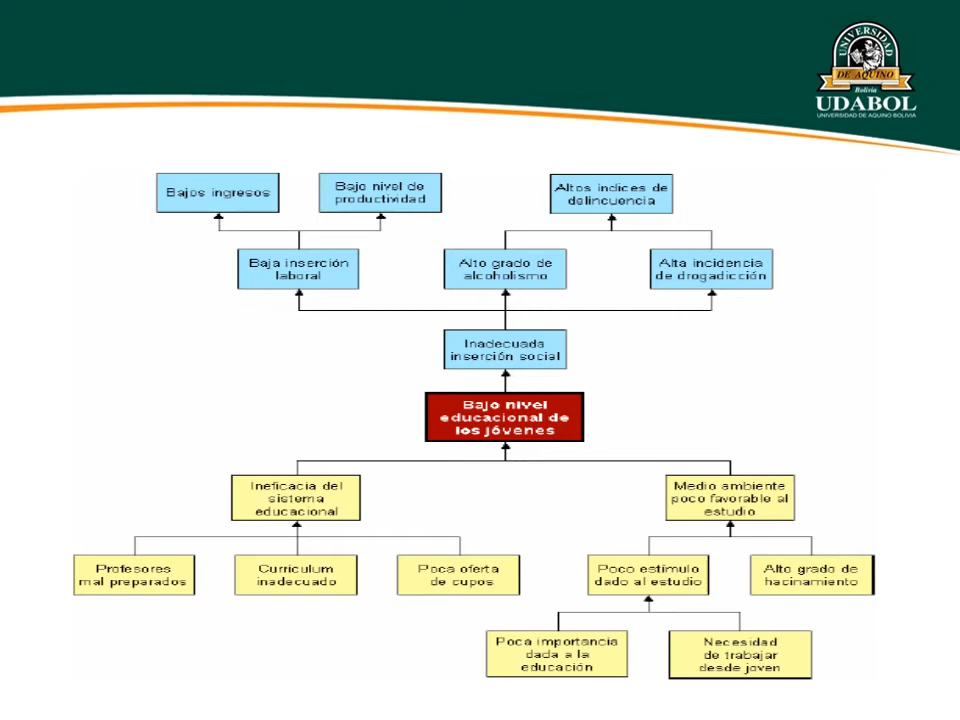 UNIVERSIDAD
DE AQUINO
Bolivia
UDABOL
UNIVERSIDAD DE AQUINO BOLIVIA
Bajos ingresos
Bajo nivel de
productividad
Altos indices de
delincuencia
Baja inserción
laboral
Alto grado de
alcoholismo
Alta incidencia
de drogadicción
Inadecuada
inserción social
Bajo nivel
educacional de
los jóvenes
Ineficacia del
sistema
educacional
Medio ambiente
poco favorable al
estudio
Profesores
mal preparados
Curriculum
inadecuado
Poca oferta
de cupos
Poco estímulo
dado al estudio
Alto grado de
hacinamiento
Poca importancia
dada a la
educación
Necesidad
de trabajar
desde joven